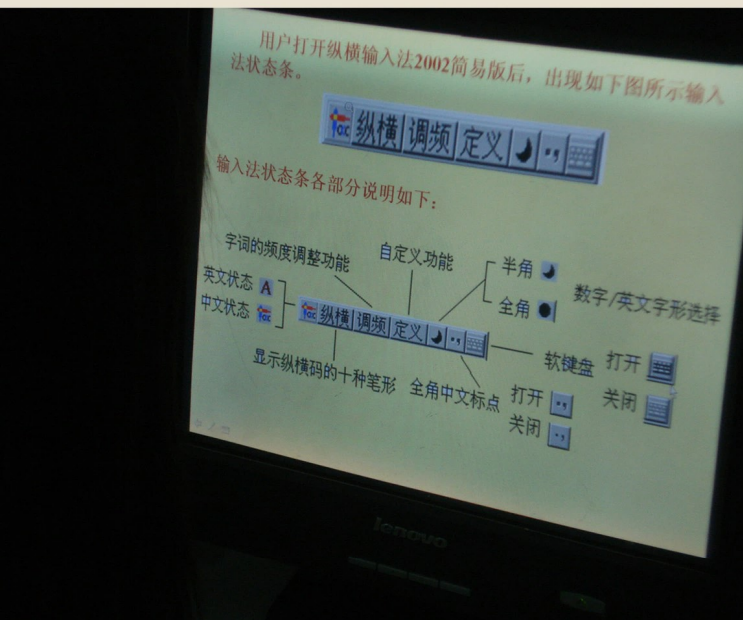 用户打开纵横输入法2002简易版后，出现如下图所示输入
法状态条。
纵横 调频 定义
输入法状态条各部分说明如下：
字词的频度调整功能
自定义功能
半角
全角
数字/英文字形选择
英文状态 A
中文状态
纵横 调频 定义
显示纵横码的十种笔形
全角中文标点
打开
关闭
软键盘
打开
关闭
lenovo